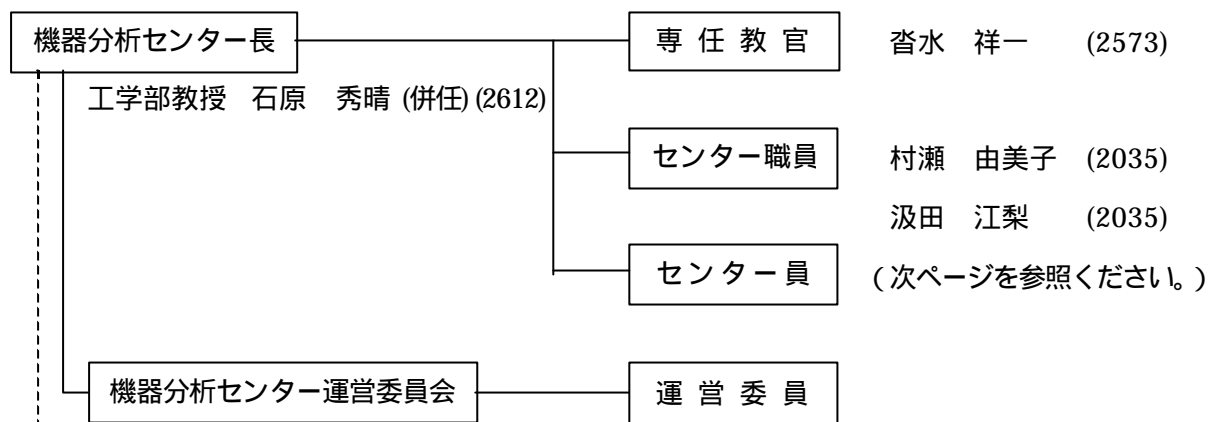 機器分析センター長 専任教官 沓水 祥一 (2573)
工学部教授 石原 秀晴 (併任) (2612)
センター職員 村瀬 由美子 (2035)
汲田 江梨 (2035)
センター員 (次ページを参照ください。)
機器分析センター運営委員会 運営委員